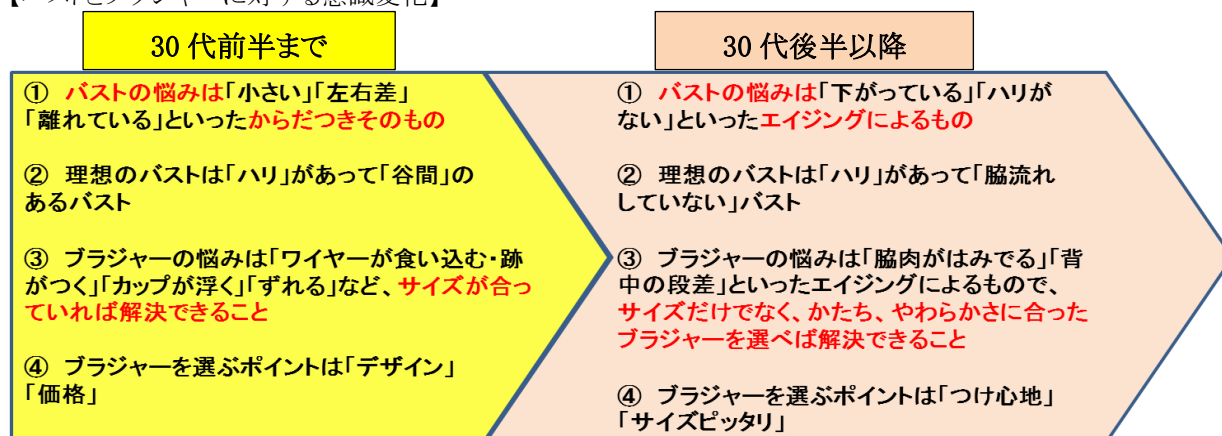 30 代前半まで
① バストの悩みは「小さい」「左右差」
「離れている」といったからだつきそのもの
② 理想のバストは「ハリ」があって「谷間」の
あるバスト
③ ブラジャーの悩みは「ワイヤーが食い込む・跡
がつく」「カップが浮く」「ずれる」など、サイズが合っ
ていれば解決できること
④ ブラジャーを選ぶポイントは「デザイン」
「価格」
30 代後半以降
① バストの悩みは「下がっている」「ハリが
ない」といったエイジングによるもの
② 理想のバストは「ハリ」があって「脇流れ
していない」バスト
③ ブラジャーの悩みは「脇肉がはみでる」「背
中の段差」といったエイジングによるもので、
サイズだけでなく、かたち、やわらかさに合った
ブラジャーを選べば解決できること
④ ブラジャーを選ぶポイントは「つけ心地」
「サイズピッタリ」